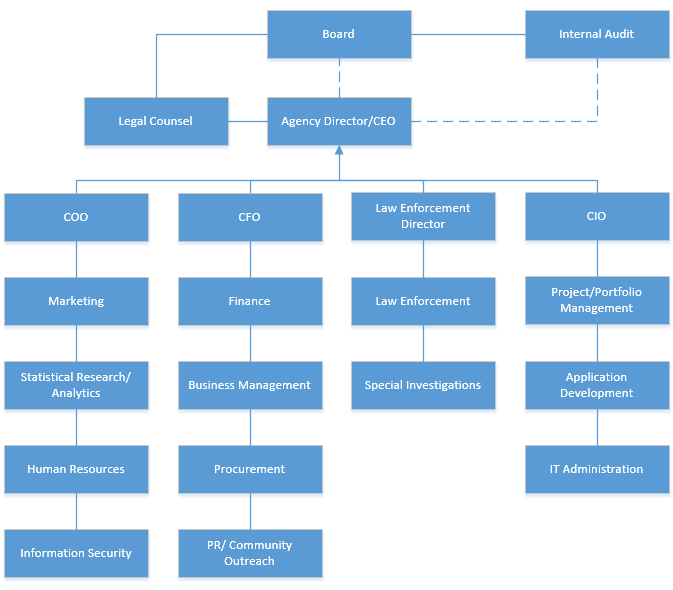 Board
Internal Audit
Legal Counsel
Agency Director/CEO
COO
CFO
Law Enforcement
Director
CIO
Marketing
Finance
Law Enforcement
Project/Portfolio
Management
Statistical Research/
Analytics
Business Management
Special Investigations
Application
Development
Human Resources
Procurement
IT Administration
Information Security
PR/ Community
Outreach